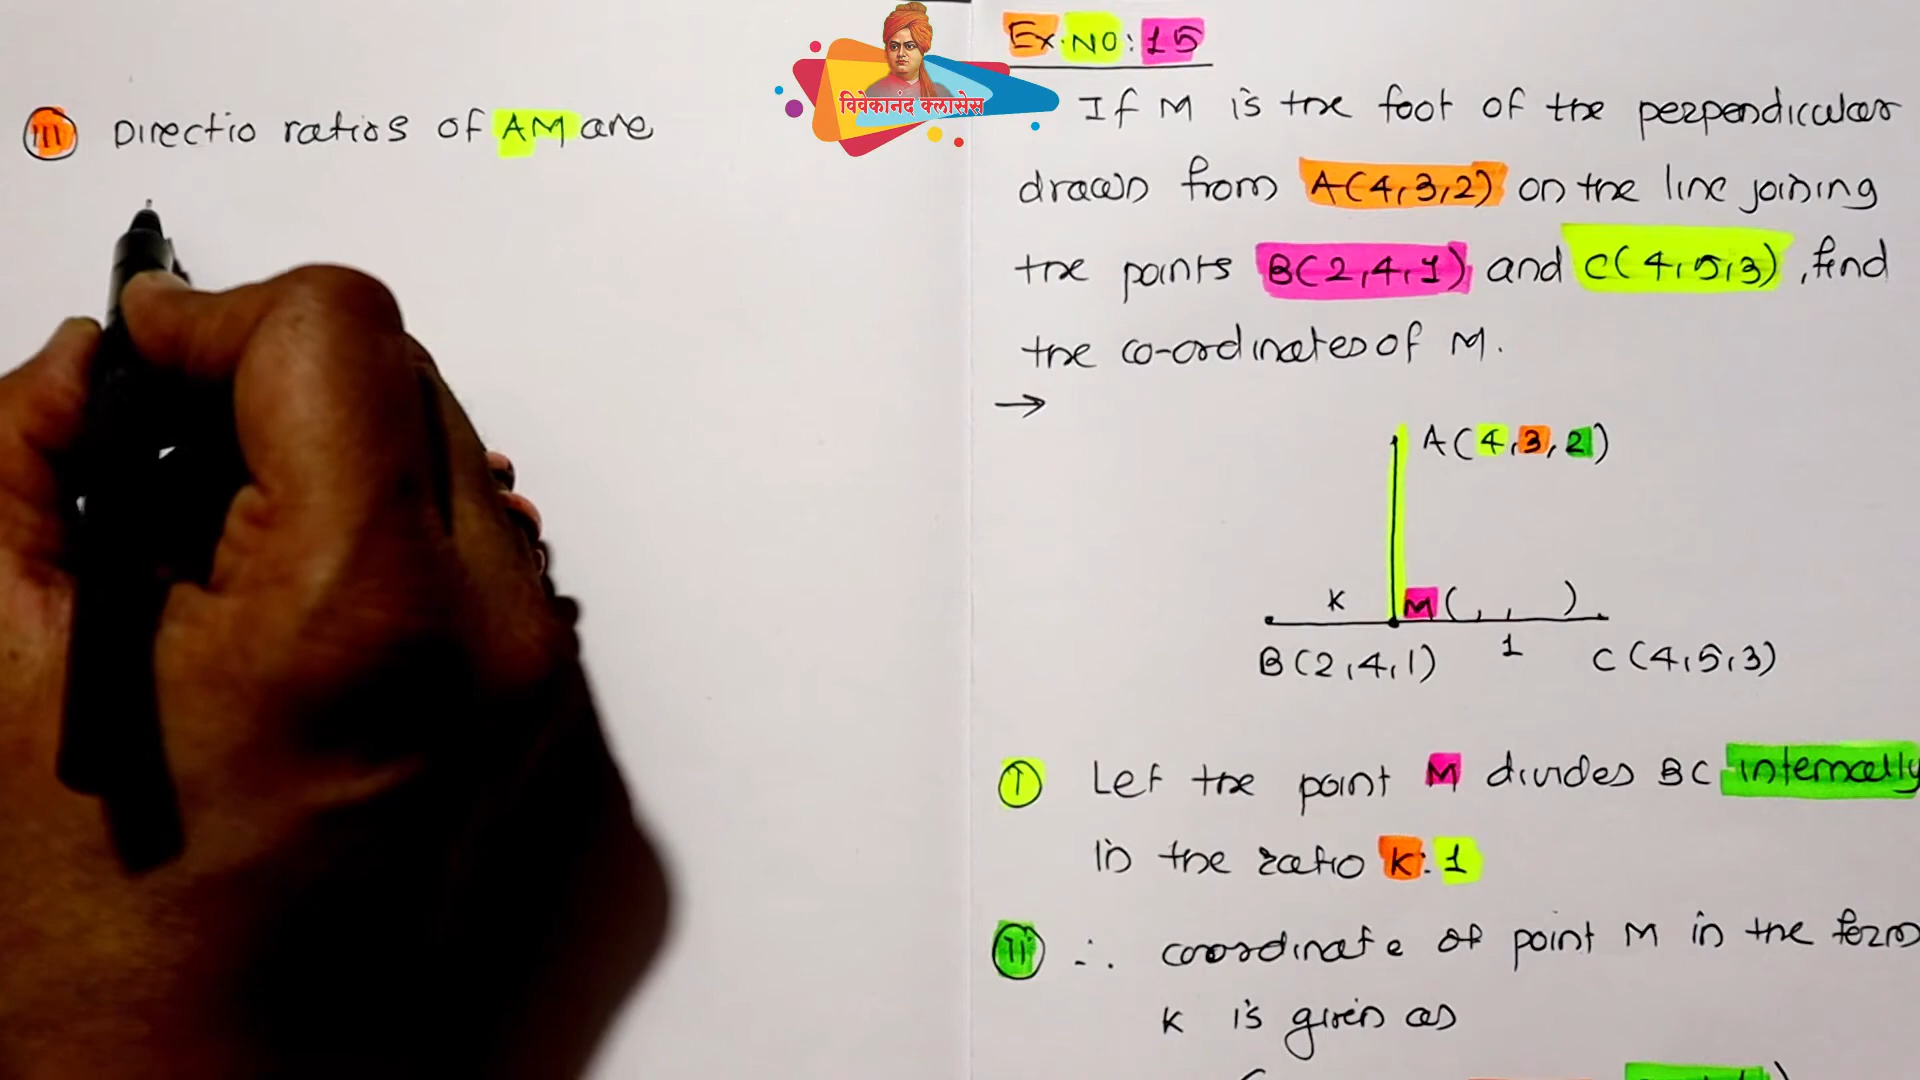 विवेकानंद क्लासेस
III Directio ratios of AM are
Ex. NO: 15
If M is the foot of the perpendicular
drawn from A(4,3,2) on the line joining
the points B(2,4,1) and C(4,5,3), find
the co-ordinates of M.
→
A(4,3,2)
K M( , , )
B(2,4,1) 1 C(4,5,3)
I Let the point M divides BC internally
in the ratio K:1
II ∴ coordinate of point M in the form
K is given as